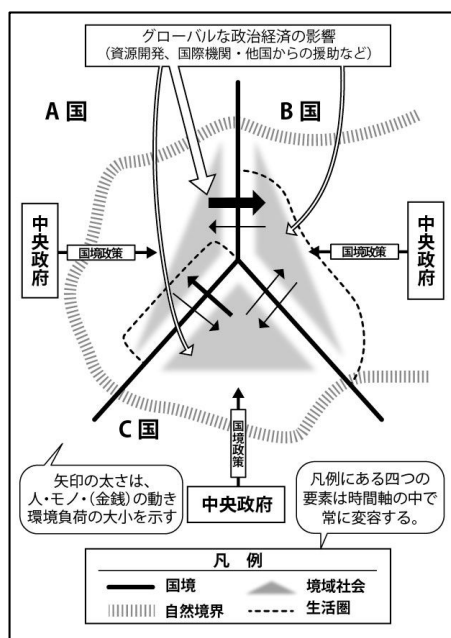 グローバルな政治経済の影響
（資源開発、国際機関・他国からの援助など）
A 国
B 国
中央政府
国境政策
国境政策
中央政府
C 国
国境政策
中央政府
矢印の太さは、
人・モノ・(金銭)の動き
環境負荷の大小を示す
凡例にある四つの
要素は時間軸の中で
常に変容する。
凡 例
国境
境域社会
自然境界
生活圏